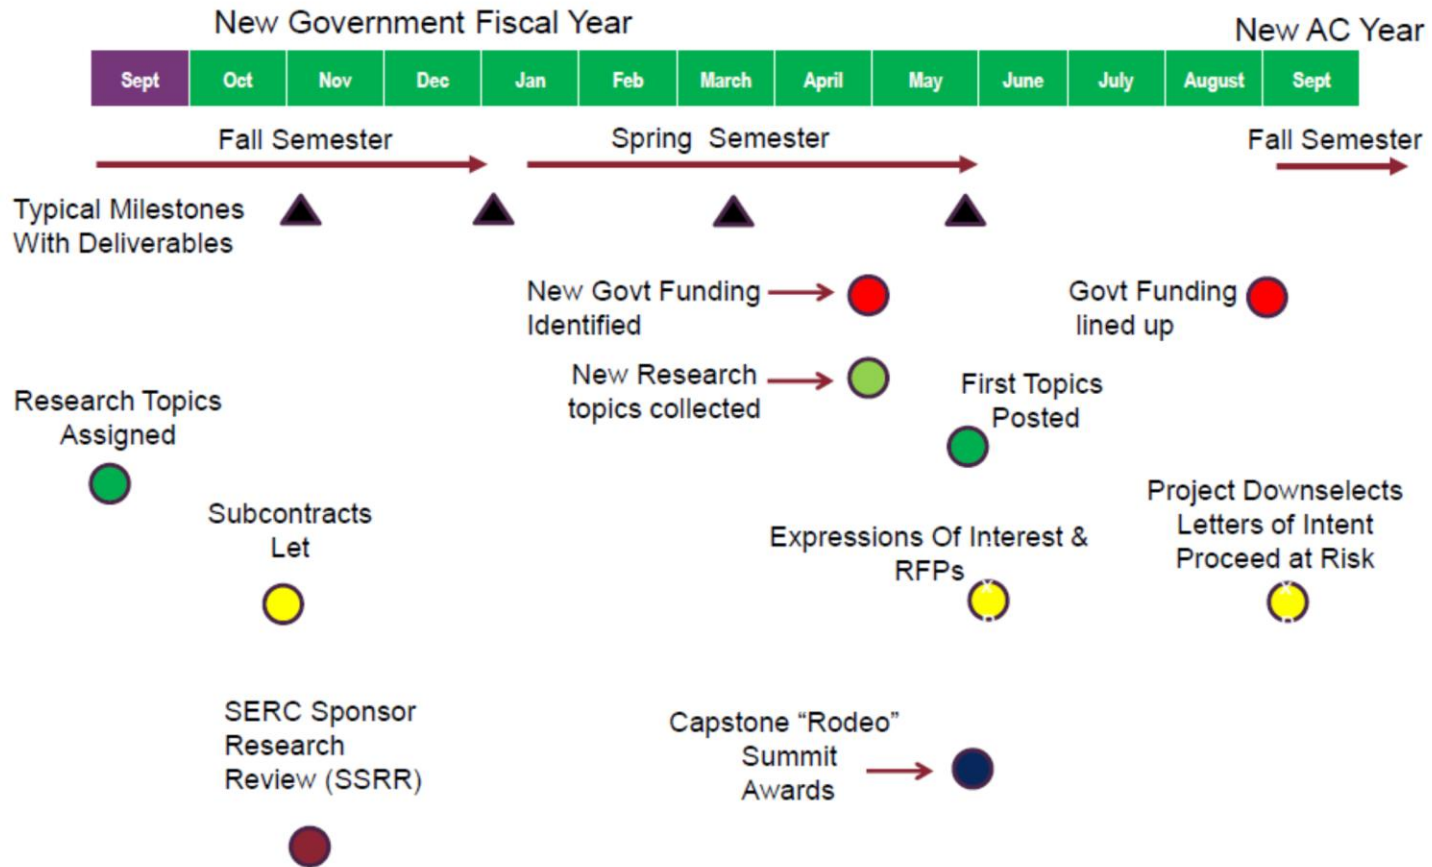 New Government Fiscal Year
New AC Year
Sept Oct Nov Dec Jan Feb March April May June July August Sept
Fall Semester
Spring Semester
Fall Semester
Typical Milestones
With Deliverables
New Govt Funding
Identified
Govt Funding
lined up
New Research
topics collected
First Topics
Posted
Research Topics
Assigned
Subcontracts
Let
Expressions Of Interest &
RFPs
Project Downselects
Letters of Intent
Proceed at Risk
SERC Sponsor
Research
Review (SSRR)
Capstone “Rodeo”
Summit
Awards